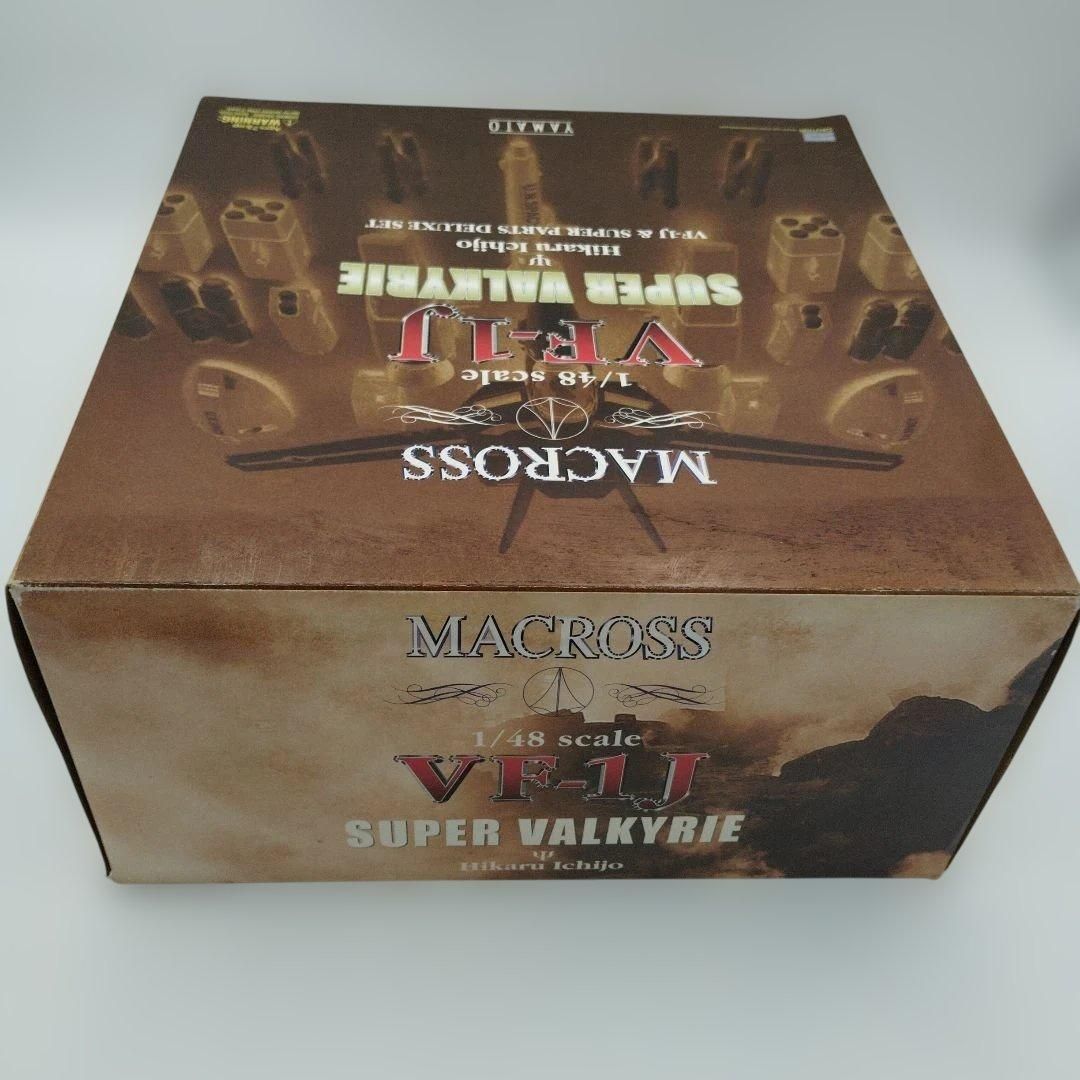 MACROSS
1/48 scale
VF-1J
SUPER VALKYRIE
Hikaru Ichijo
VF-1J & SUPER PARTS DELUXE SET
YAMATO
WARNING
MACROSS
1/48 scale
VF-1J
SUPER VALKYRIE
Hikaru Ichijo